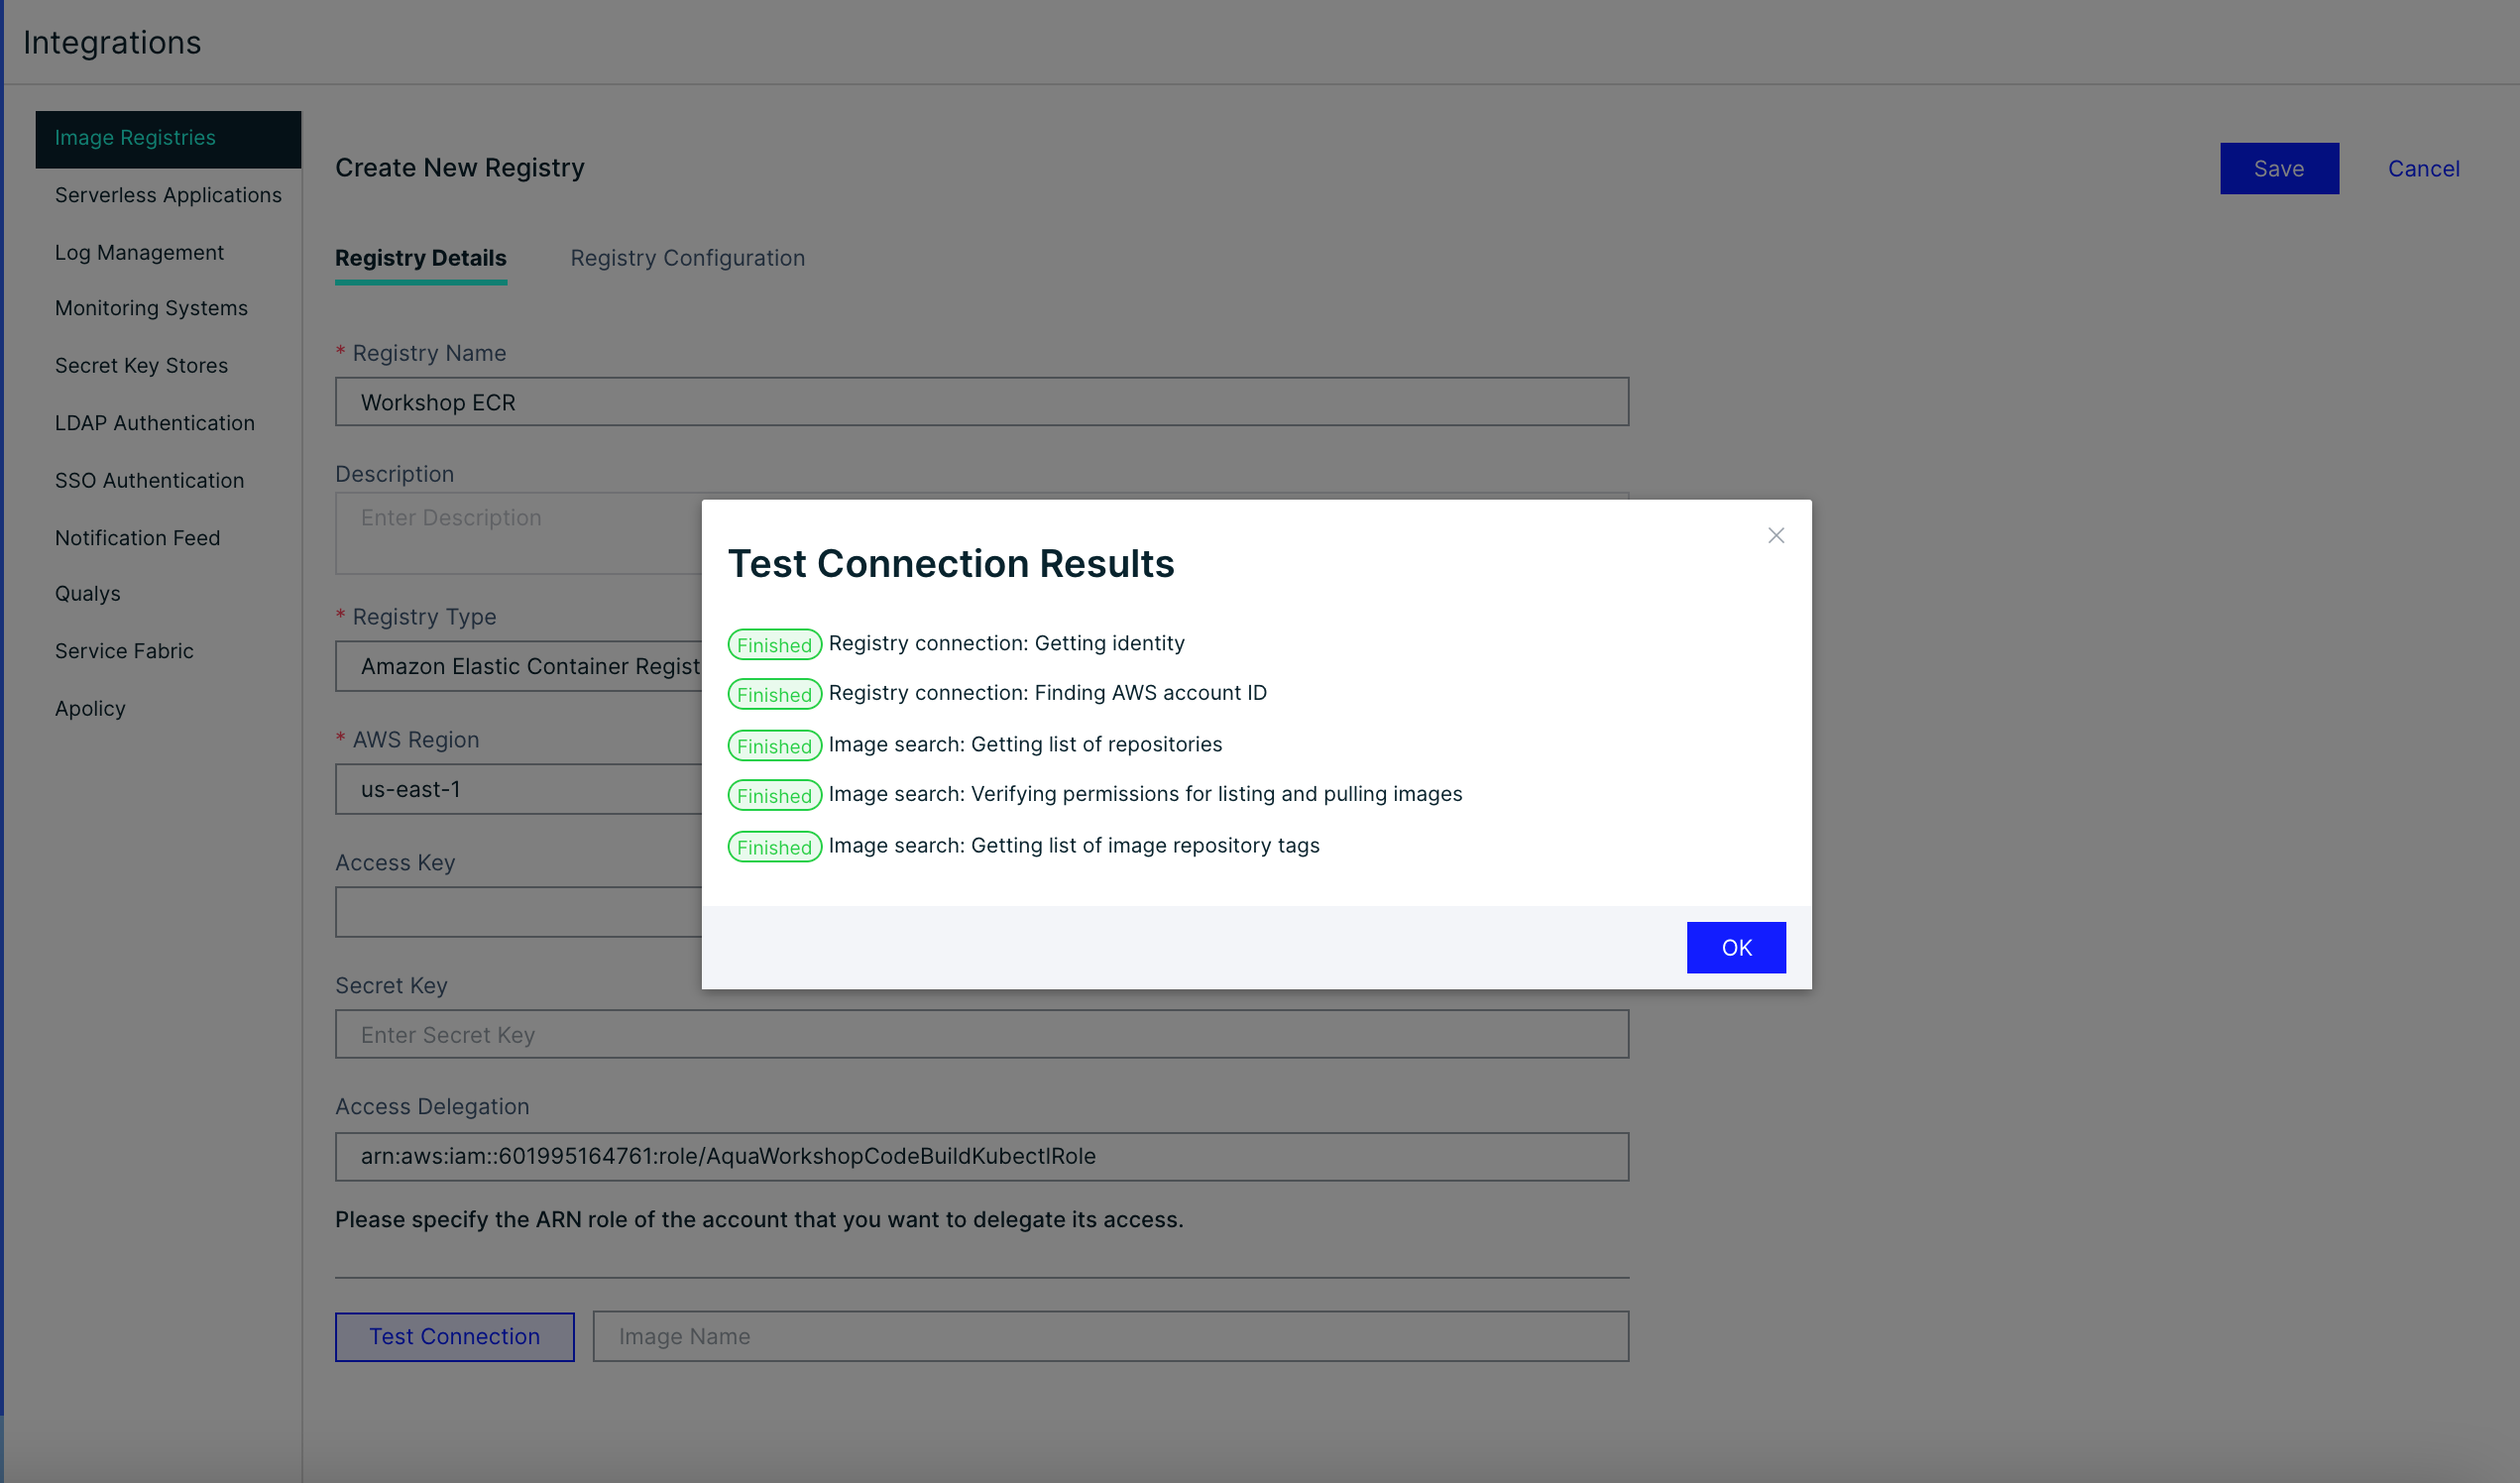 Integrations
Image Registries
Serverless Applications
Log Management
Monitoring Systems
Secret Key Stores
LDAP Authentication
SSO Authentication
Notification Feed
Qualys
Service Fabric
Apolicy
Create New Registry
Save
Cancel
Registry Details
Registry Configuration
* Registry Name
Workshop ECR
Description
Enter Description
* Registry Type
Amazon Elastic Container Regist
* AWS Region
us-east-1
Access Key
Secret Key
Enter Secret Key
Access Delegation
arn:aws:iam::601995164761:role/AquaWorkshopCodeBuildKubectlRole
Please specify the ARN role of the account that you want to delegate its access.
Test Connection
Image Name
Test Connection Results
Finished Registry connection: Getting identity
Finished Registry connection: Finding AWS account ID
Finished Image search: Getting list of repositories
Finished Image search: Verifying permissions for listing and pulling images
Finished Image search: Getting list of image repository tags
OK